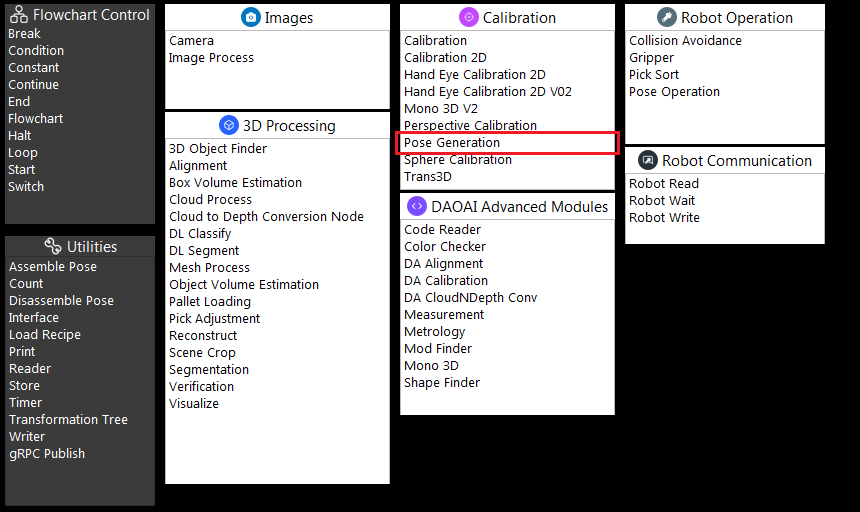 Flowchart Control
Break
Condition
Constant
Continue
End
Flowchart
Halt
Loop
Start
Switch
Utilities
Assemble Pose
Count
Disassemble Pose
Interface
Load Recipe
Print
Reader
Store
Timer
Transformation Tree
Writer
gRPC Publish
Images
Camera
Image Process
3D Processing
3D Object Finder
Alignment
Box Volume Estimation
Cloud Process
Cloud to Depth Conversion Node
DL Classify
DL Segment
Mesh Process
Object Volume Estimation
Pallet Loading
Pick Adjustment
Reconstruct
Scene Crop
Segmentation
Verification
Visualize
Calibration
Calibration
Calibration 2D
Hand Eye Calibration 2D
Hand Eye Calibration 2D V02
Mono 3D V2
Perspective Calibration
Pose Generation
Sphere Calibration
Trans3D
DAOAI Advanced Modules
Code Reader
Color Checker
DA Alignment
DA Calibration
DA CloudNDepth Conv
Measurement
Metrology
Mod Finder
Mono 3D
Shape Finder
Robot Operation
Collision Avoidance
Gripper
Pick Sort
Pose Operation
Robot Communication
Robot Read
Robot Wait
Robot Write